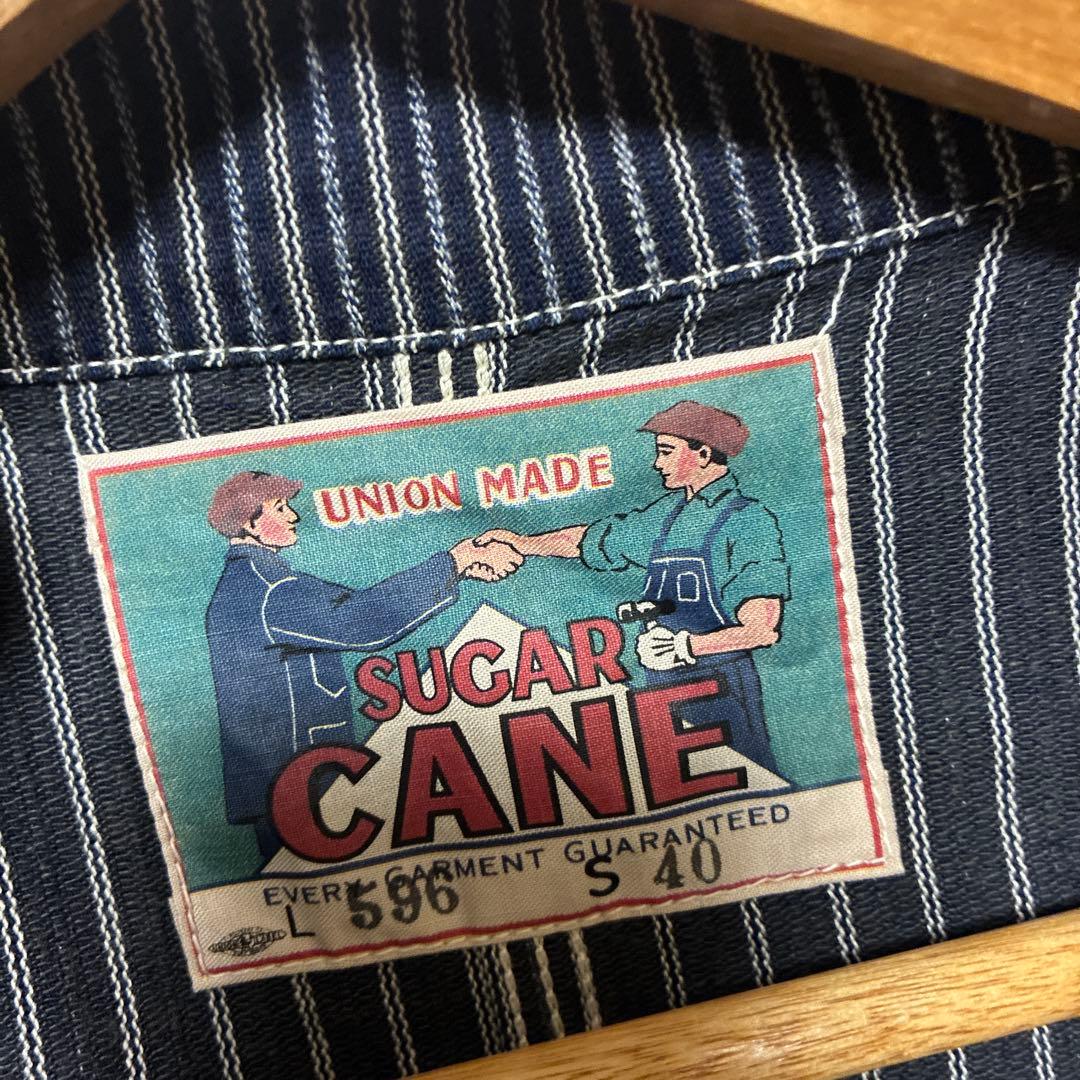 UNION MADE
SUGAR
CANE
EVERY GARMENT GUARANTEED
L 596 S 40